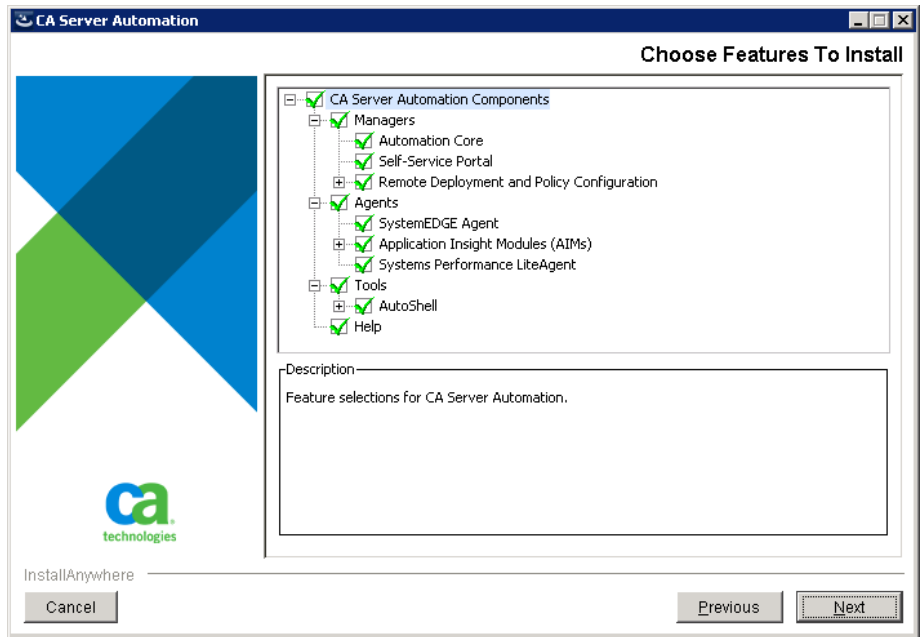 CA Server Automation
Choose Features To Install
CA Server Automation Components
Managers
Automation Core
Self-Service Portal
Remote Deployment and Policy Configuration
Agents
SystemEDGE Agent
Application Insight Modules (AIMs)
Systems Performance LiteAgent
Tools
AutoShell
Help
Description
Feature selections for CA Server Automation.
ca
technologies
InstallAnywhere
Cancel
Previous
Next